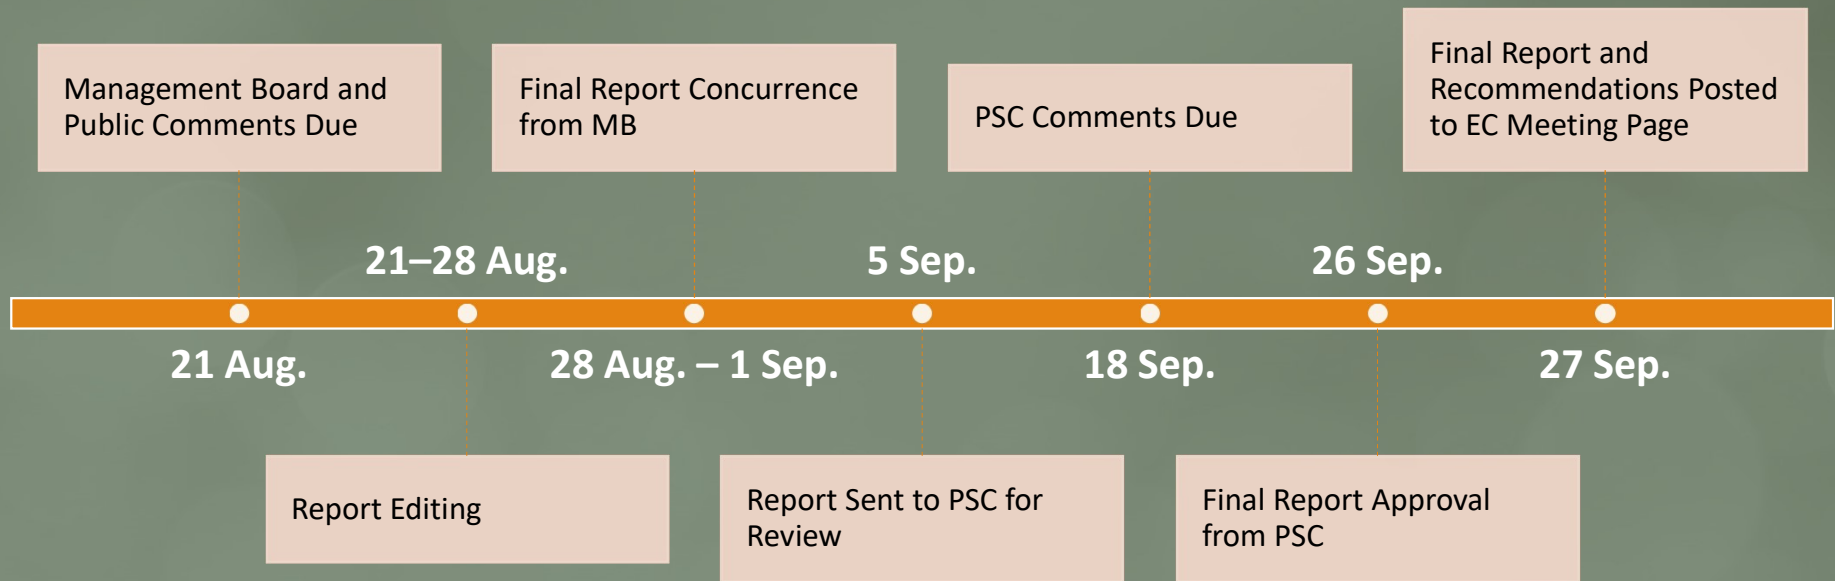 Management Board and
Public Comments Due
Final Report Concurrence
from MB
PSC Comments Due
Final Report and
Recommendations Posted
to EC Meeting Page
21–28 Aug.
5 Sep.
26 Sep.
21 Aug.
28 Aug. – 1 Sep.
18 Sep.
27 Sep.
Report Editing
Report Sent to PSC for
Review
Final Report Approval
from PSC